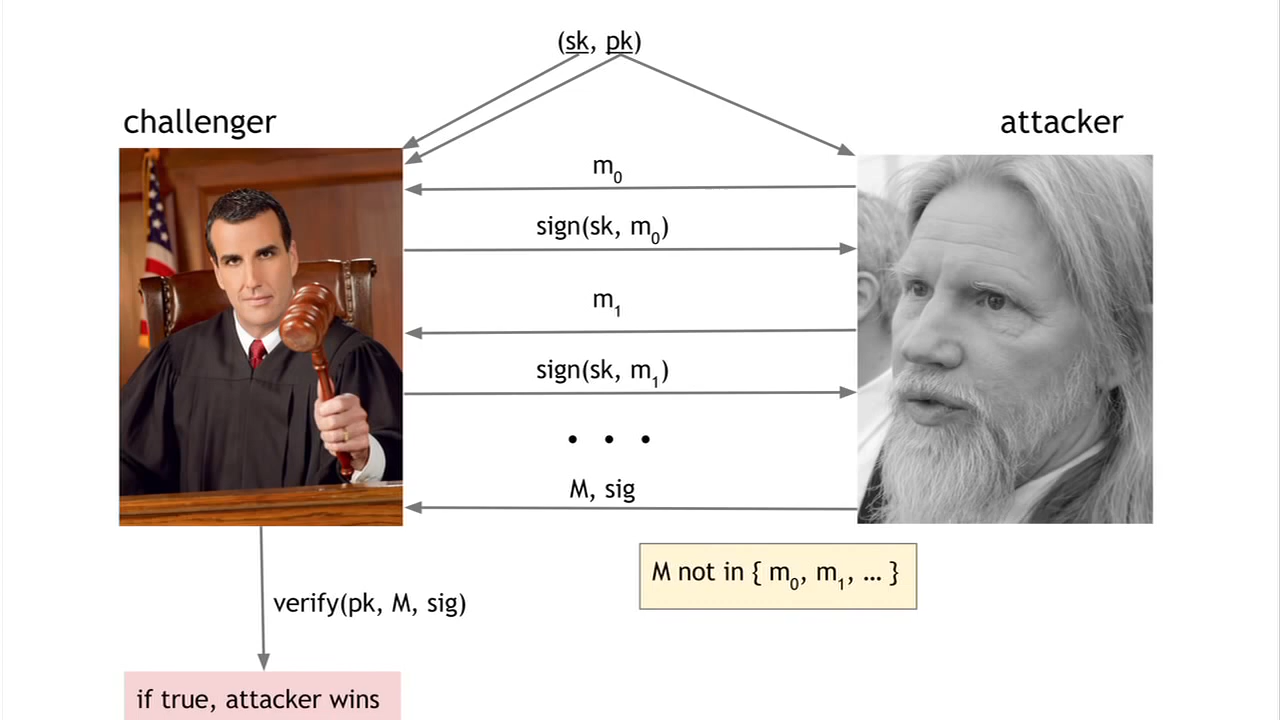 (sk, pk)
challenger
attacker
m₀
sign(sk, m₀)
m₁
sign(sk, m₁)
• • •
M, sig
M not in { m₀, m₁, ... }
verify(pk, M, sig)
if true, attacker wins